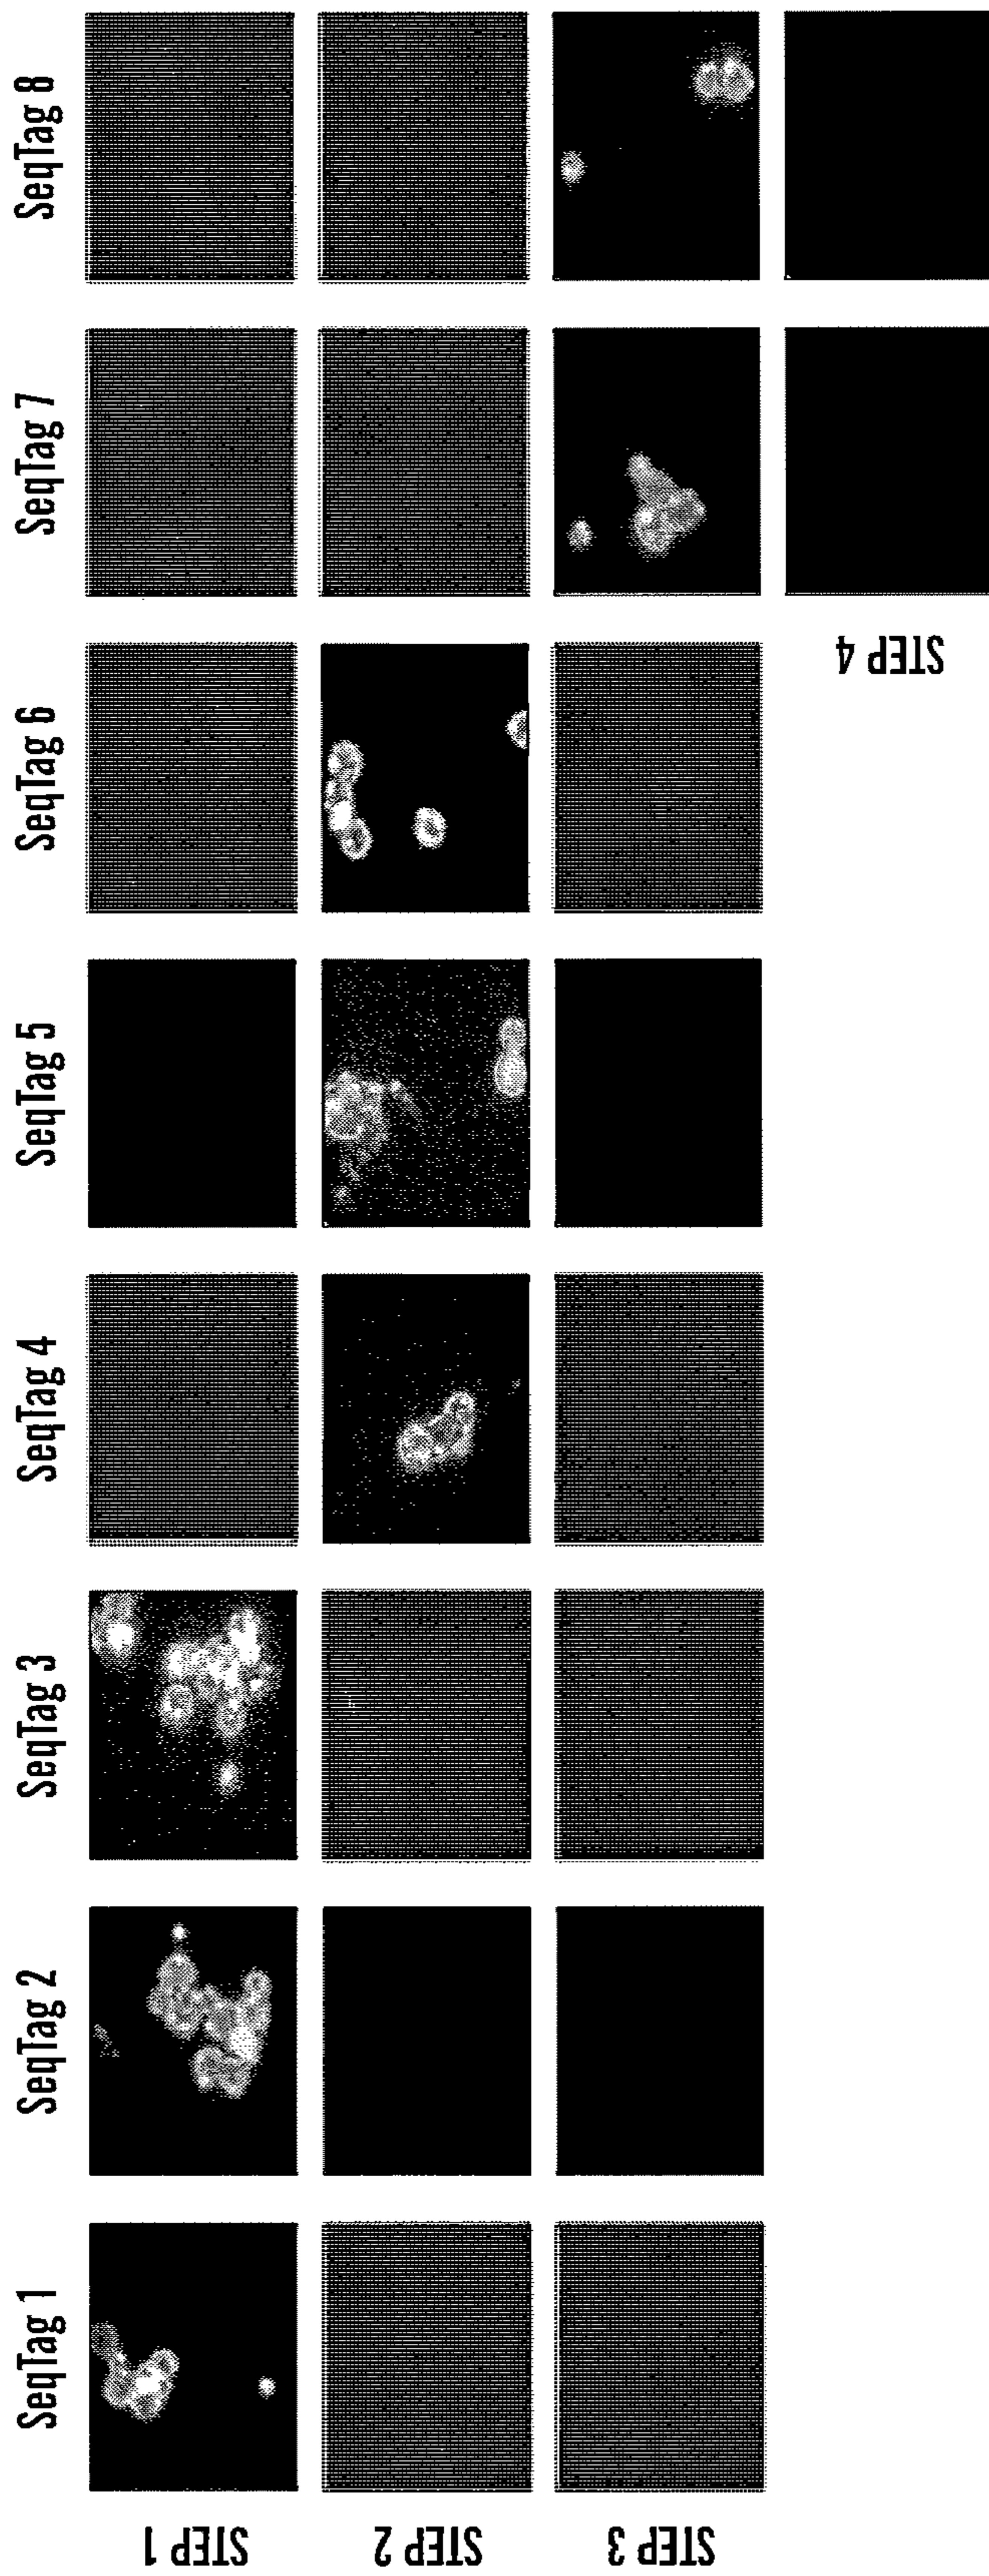 SeqTag 1
SeqTag 2
SeqTag 3
SeqTag 4
SeqTag 5
SeqTag 6
SeqTag 7
SeqTag 8
STEP 1
STEP 2
STEP 3
STEP 4